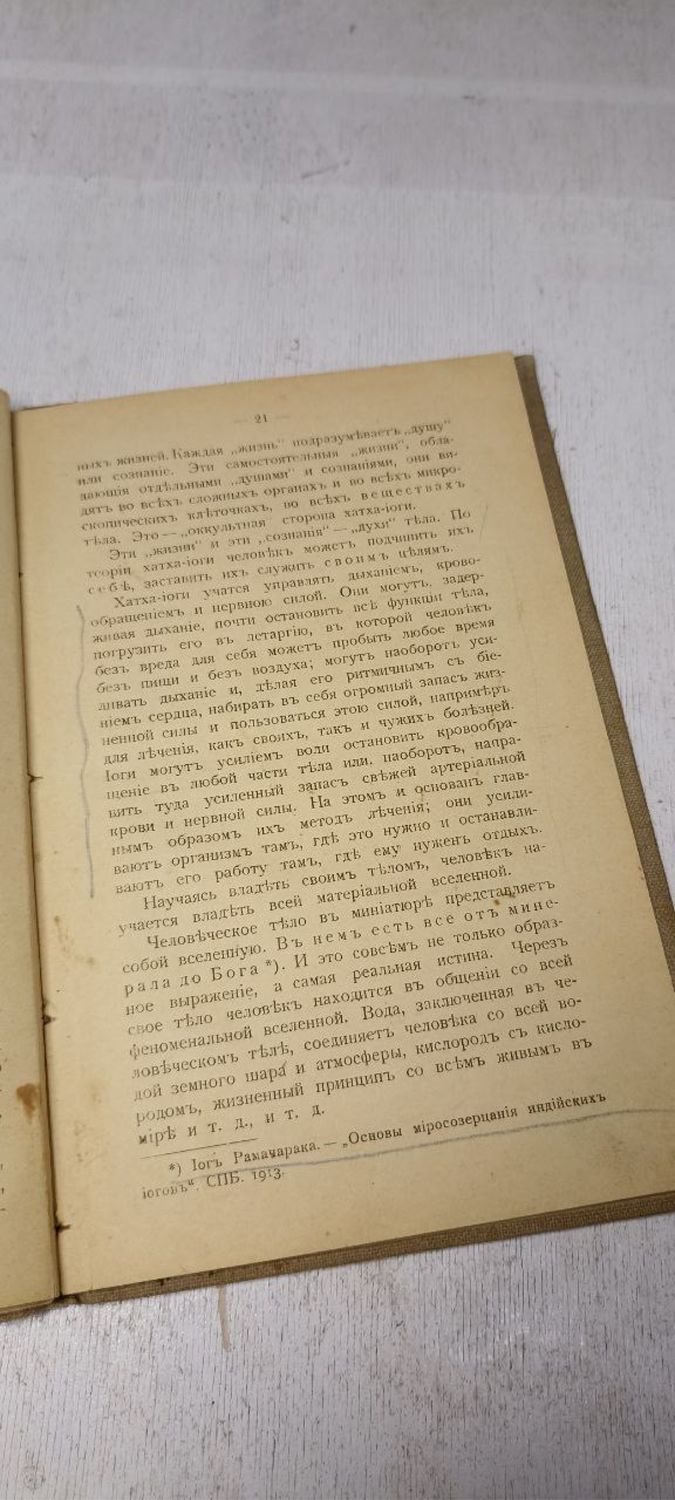 — 21 —
ныхъ жизней. Каждая „жизнь“ подразумѣваетъ „душу“
или сознаніе. Эти самостоятельныя „жизни“, обла-
дающія отдѣльными „душами“ и сознаніями, они ви-
дятъ во всѣхъ сложныхъ органахъ и во всѣхъ микро-
скопическихъ клѣточкахъ, во всѣхъ веществахъ
тѣла. Это — „оккультная сторона хатха-іоги.
Эти „жизни“ и эти „сознанія“ — „духи“ тѣла. По
теоріи хатха-іоги человѣкъ можетъ подчинить ихъ
себѣ, заставить ихъ служить своимъ цѣлямъ.
Хатха-іоги учатся управлять дыханіемъ, крово-
обращеніемъ и нервною силой. Они могутъ, задер-
живая дыханіе, почти остановить всѣ функціи тѣла,
погрузить его въ летаргію, въ которой человѣкъ
безъ вреда для себя можетъ пробыть любое время
безъ пищи и безъ воздуха; могутъ наоборотъ уси-
ливать дыханіе и, дѣлая его ритмичнымъ съ біе-
ніемъ сердца, набирать въ себя огромный запасъ жиз-
ненной силы и пользоваться этою силой, напримѣръ
для лѣченія, какъ своихъ, такъ и чужихъ болѣзней.
Іоги могутъ усиліемъ воли остановить кровообра-
щеніе въ любой части тѣла или, наоборотъ, напра-
вить туда усиленный запасъ свѣжей артеріальной
крови и нервной силы. На этомъ и основанъ глав-
нымъ образомъ ихъ методъ лѣченія; они усили-
ваютъ организмъ тамъ, гдѣ это нужно и останавли-
ваютъ его работу тамъ, гдѣ ему нуженъ отдыхъ.
Научаясь владѣть своимъ тѣломъ, человѣкъ на-
учается владѣть всей матеріальной вселенной.
Человѣческое тѣло въ миніатюрѣ представляетъ
собой вселенную. Въ немъ есть все отъ мине-
рала до Бога *). И это совсѣмъ не только образ-
ное выраженіе, а самая реальная истина. Черезъ
свое тѣло человѣкъ находится въ общеніи со всей
феноменальной вселенной. Вода, заключенная въ че-
ловѣческомъ тѣлѣ, соединяетъ человѣка со всей во-
дой земного шара и атмосферы, кислородъ съ кисло-
родомъ, жизненный принципъ со всѣмъ живымъ въ
мірѣ и т. д., и т. д.
*) Іогъ Рамачарака. — „Основы міросозерцанія индійскихъ
іоговъ“. СПБ. 1913.